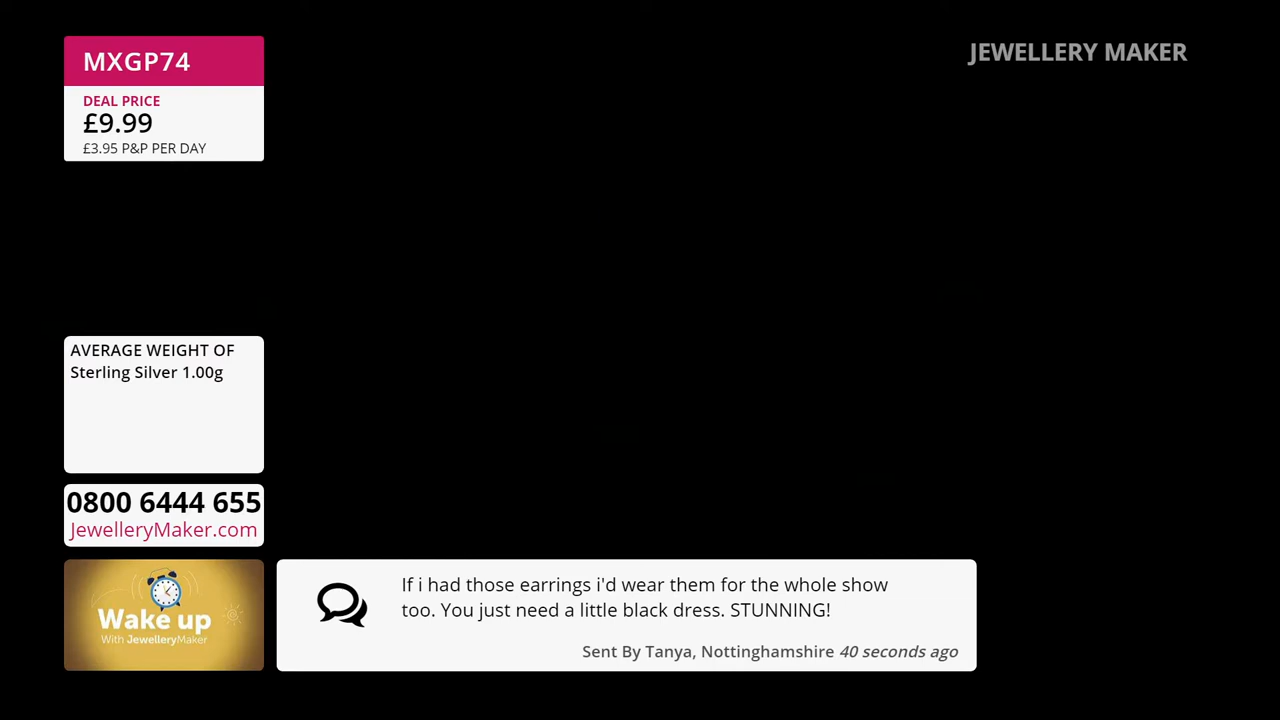 MXGP74
DEAL PRICE
£9.99
£3.95 P&P PER DAY
JEWELLERY MAKER
AVERAGE WEIGHT OF
Sterling Silver 1.00g
0800 6444 655
JewelleryMaker.com
Wake up
With JewelleryMaker
If i had those earrings i'd wear them for the whole show
too. You just need a little black dress. STUNNING!
Sent By Tanya, Nottinghamshire 40 seconds ago